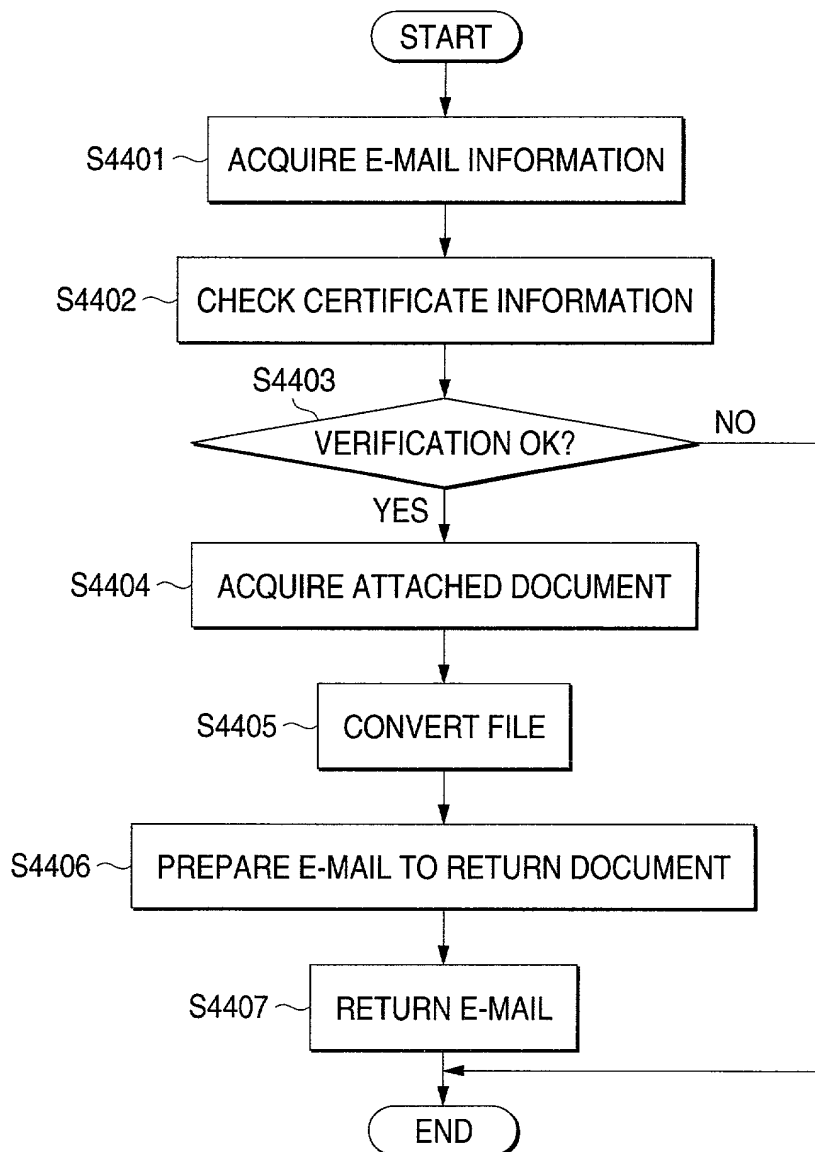 START
S4401
ACQUIRE E-MAIL INFORMATION
S4402
CHECK CERTIFICATE INFORMATION
S4403
VERIFICATION OK?
NO
YES
S4404
ACQUIRE ATTACHED DOCUMENT
S4405
CONVERT FILE
S4406
PREPARE E-MAIL TO RETURN DOCUMENT
S4407
RETURN E-MAIL
END